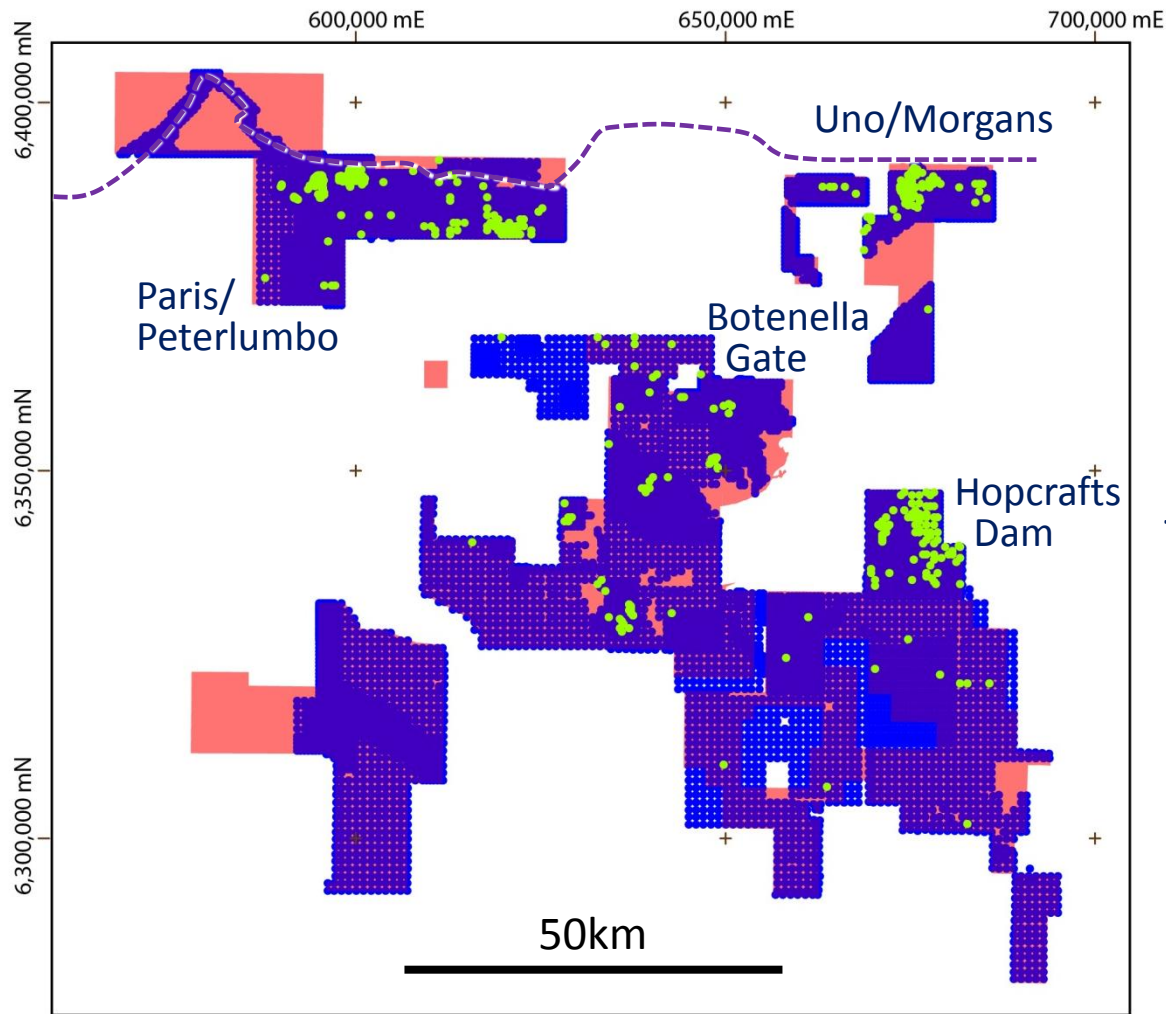 600,000 mE
650,000 mE
700,000 mE
6,400,000 mN
6,350,000 mN
6,300,000 mN
Uno/Morgans
Paris/
Peterlumbo
Botenella
Gate
Hopcrafts
Dam
50km